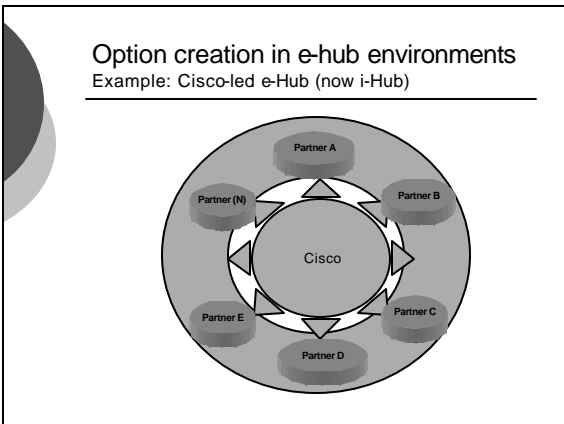 Option creation in e-hub environments
Example: Cisco-led e-Hub (now i-Hub)
Partner A
Partner (N)
Partner B
Cisco
Partner E
Partner C
Partner D